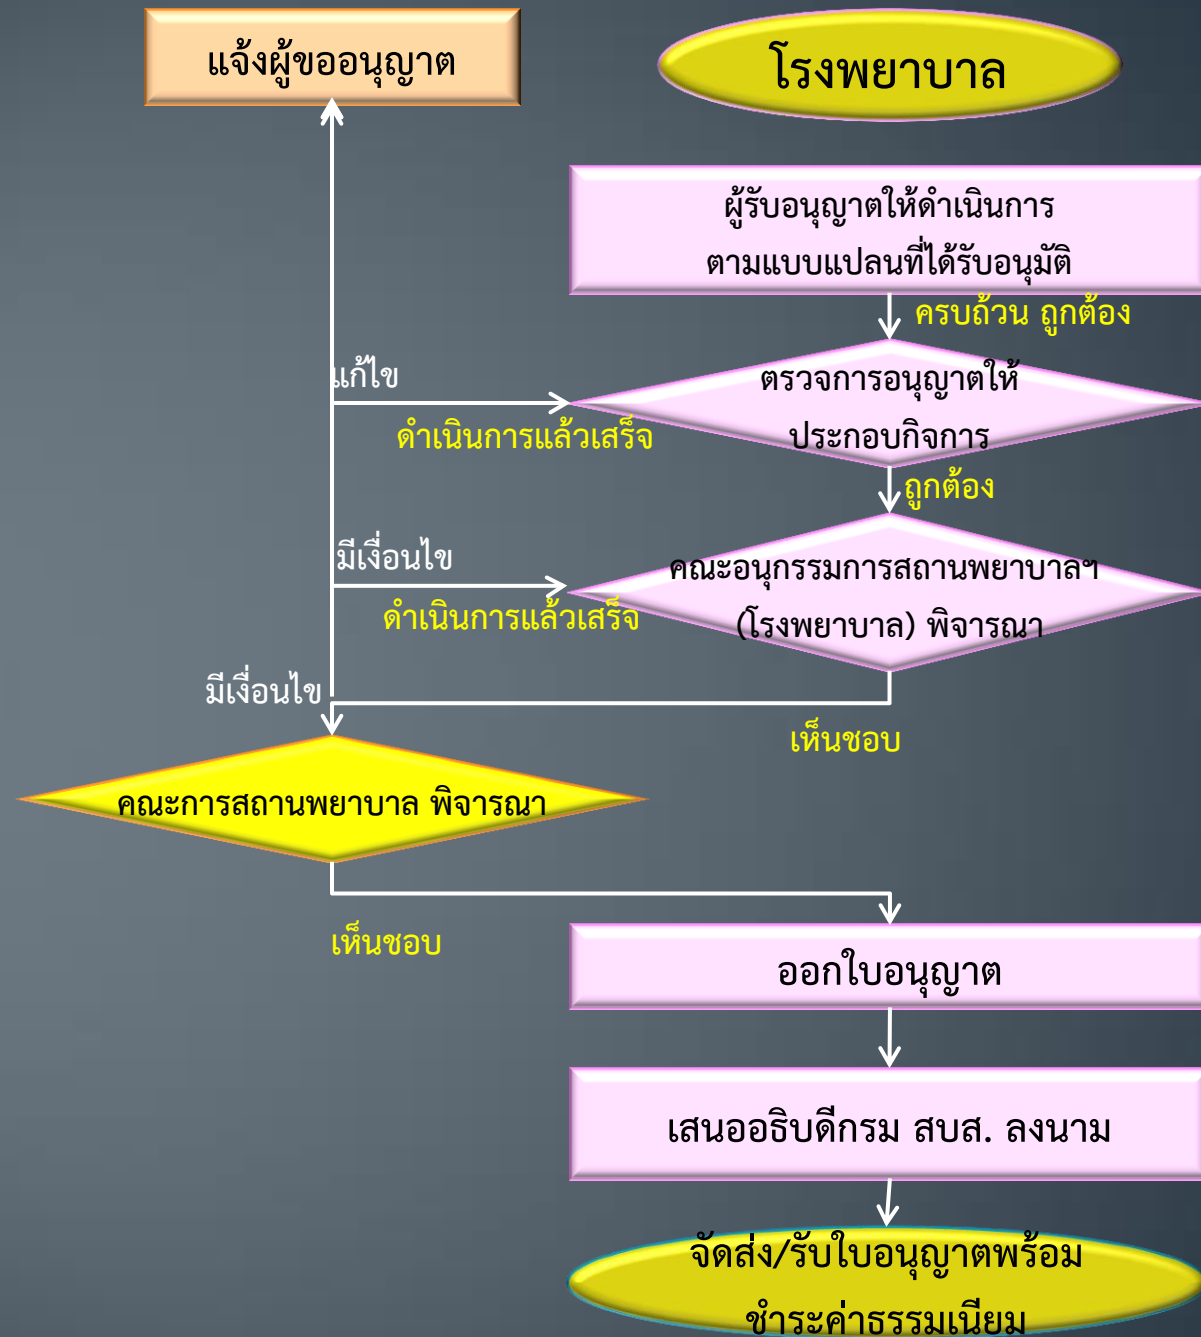 แจ้งผู้ขออนุญาต
โรงพยาบาล
ผู้รับอนุญาตให้ดำเนินการ
ตามแบบแปลนที่ได้รับอนุมัติ
ครบถ้วน ถูกต้อง
แก้ไข
ตรวจการอนุญาตให้
ประกอบกิจการ
ดำเนินการแล้วเสร็จ
ถูกต้อง
มีเงื่อนไข
คณะอนุกรรมการสถานพยาบาลฯ
(โรงพยาบาล) พิจารณา
ดำเนินการแล้วเสร็จ
มีเงื่อนไข
เห็นชอบ
คณะการสถานพยาบาล พิจารณา
เห็นชอบ
ออกใบอนุญาต
เสนออธิบดีกรม สบส. ลงนาม
จัดส่ง/รับใบอนุญาตพร้อม
ชำระค่าธรรมเนียม